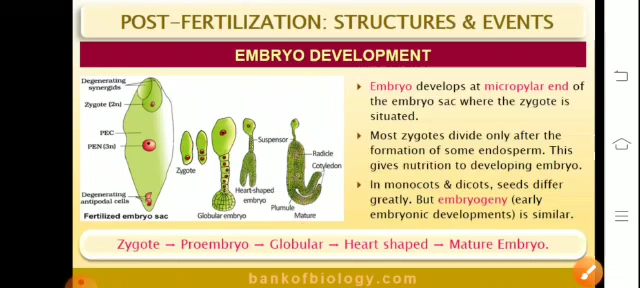 POST-FERTILIZATION: STRUCTURES & EVENTS
EMBRYO DEVELOPMENT
Degenerating
synergids
Zygote (2n)
PEC
PEN (3n)
Degenerating
antipodal cells
Fertilized embryo sac
Zygote
Globular embryo
Suspensor
Heart-shaped
embryo
Radicle
Cotyledon
Plumule
Mature
Embryo develops at micropylar end
of the embryo sac where the zygote is
situated.
Most zygotes divide only after the
formation of some endosperm. This
gives nutrition to developing embryo.
In monocots & dicots, seeds differ
greatly. But embryogeny (early
embryonic developments) is similar.
Zygote → Proembryo → Globular → Heart shaped → Mature Embryo.
bankofbiology.com